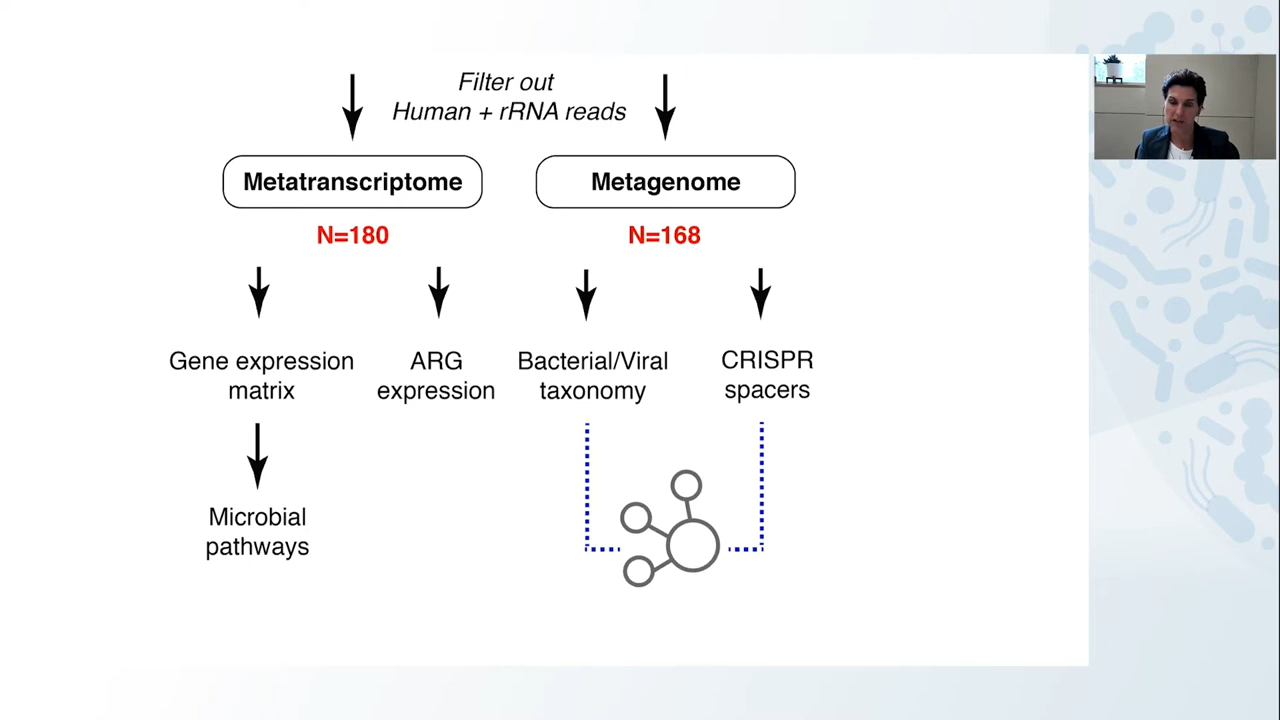 Filter out
Human + rRNA reads
Metatranscriptome
Metagenome
N=180
N=168
Gene expression
matrix
ARG
expression
Bacterial/Viral
taxonomy
CRISPR
spacers
Microbial
pathways